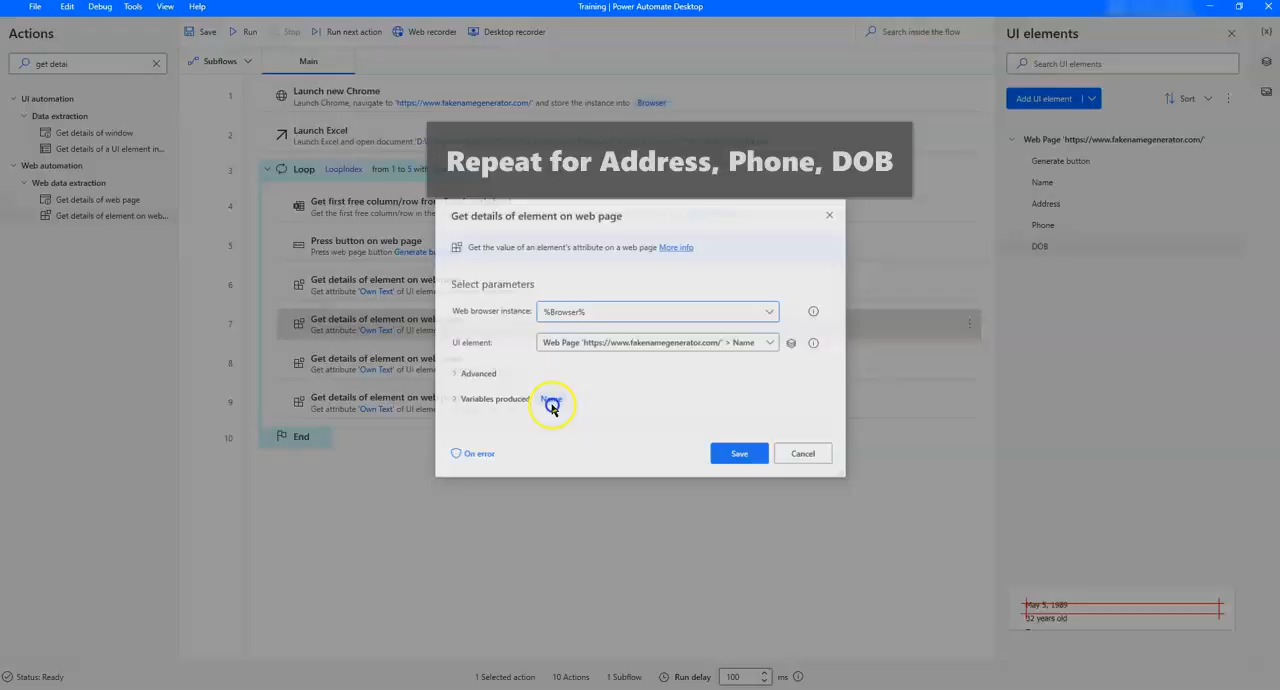 File Edit Debug Tools View Help
Training | Power Automate Desktop
Actions
Save Run Stop Run next action Web recorder Desktop recorder
Search inside the flow
UI elements
{x}
get detai
Subflows
Main
Search UI elements
UI automation
Data extraction
Get details of window
Get details of a UI element in...
Web automation
Web data extraction
Get details of web page
Get details of element on web...
Add UI element
Sort
Web Page 'https://www.fakenamegenerator.com/'
Generate button
Name
Address
Phone
DOB
1
Launch new Chrome
Launch Chrome, navigate to 'https://www.fakenamegenerator.com/' and store the instance into Browser
2
Launch Excel
Launch Excel and open document 'D:\
3
Loop LoopIndex from 1 to 5 with
4
Get first free column/row from
Get the first free column/row in the
5
Press button on web page
Press web page button Generate bu
6
Get details of element on web
Get attribute 'Own Text' of UI eleme
7
Get details of element on web
Get attribute 'Own Text' of UI eleme
8
Get details of element on web
Get attribute 'Own Text' of UI eleme
9
Get details of element on web
Get attribute 'Own Text' of UI eleme
10
End
Repeat for Address, Phone, DOB
Get details of element on web page
Get the value of an element's attribute on a web page More info
Select parameters
Web browser instance: %Browser%
UI element: Web Page 'https://www.fakenamegenerator.com/' > Name
Advanced
Variables produced Name
On error
Save
Cancel
May 5, 1989
32 years old
Status: Ready
1 Selected action
10 Actions
1 Subflow
Run delay
100
ms